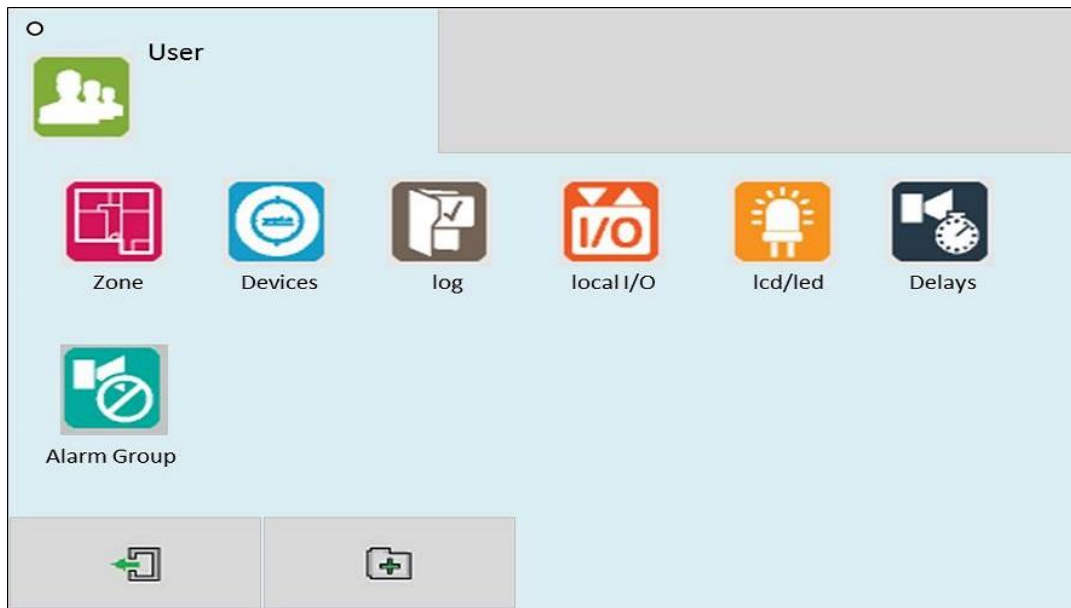 User
Zone
Devices
log
local I/O
lcd/led
Delays
I/O
Alarm Group